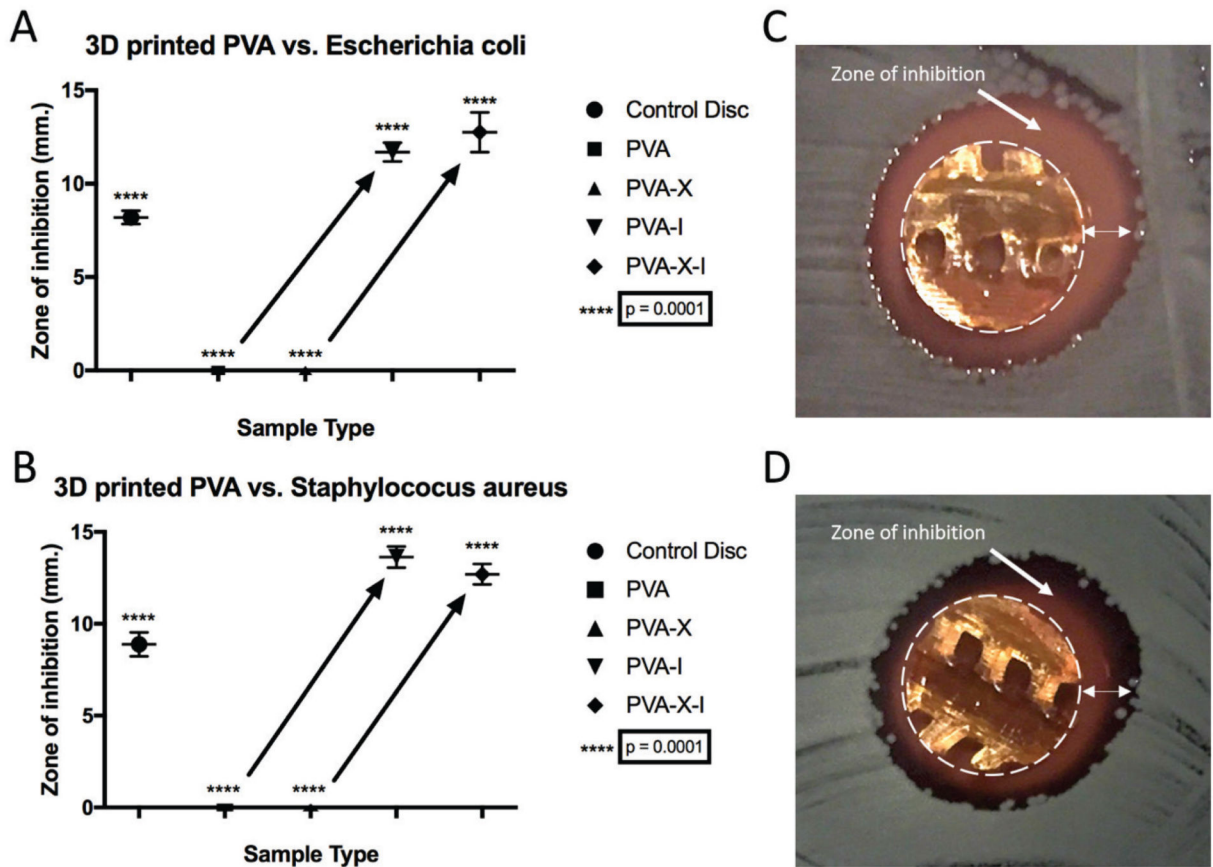 A
3D printed PVA vs. Escherichia coli
Zone of inhibition (mm.)
15
10
5
0
****
****
****
****
****
Sample Type
Control Disc
PVA
PVA-X
PVA-I
PVA-X-I
**** p = 0.0001
B
3D printed PVA vs. Staphylococus aureus
Zone of inhibition (mm.)
15
10
5
0
****
****
****
****
****
Sample Type
Control Disc
PVA
PVA-X
PVA-I
PVA-X-I
**** p = 0.0001
C
Zone of inhibition
D
Zone of inhibition